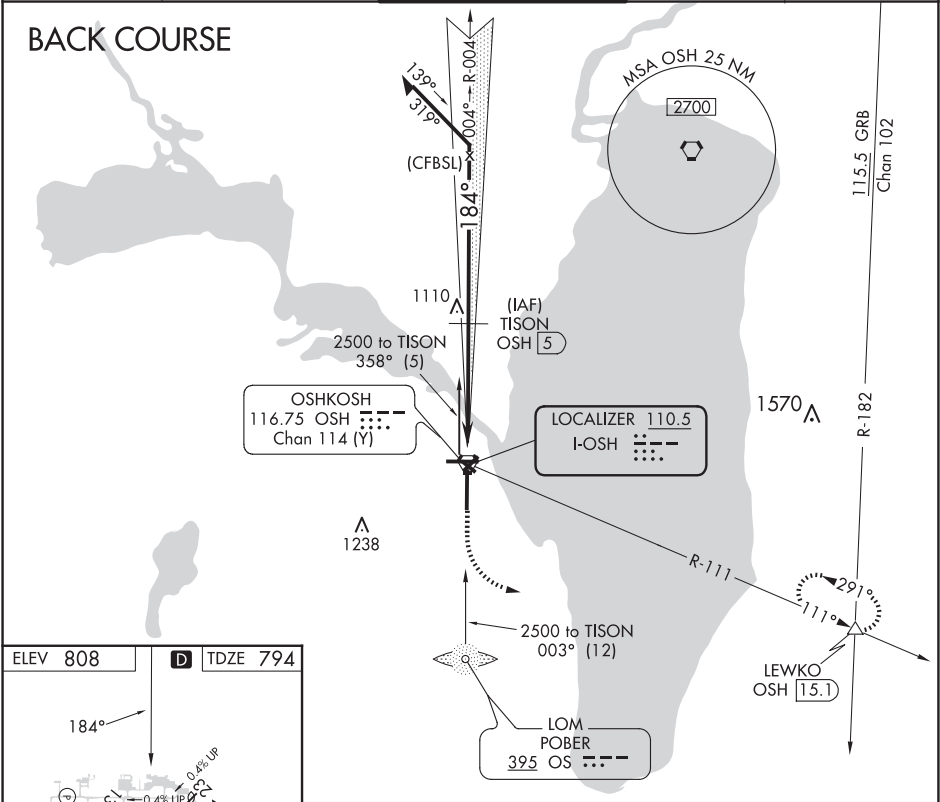 BACK COURSE
139°
319°
(CFBSL)
004°
R-004
184°
MSA OSH 25 NM
2700
115.5 GRB
Chan 102
1110
(IAF)
TISON
OSH 5
2500 to TISON
358° (5)
OSHKOSH
116.75 OSH
Chan 114 (Y)
LOCALIZER 110.5
I-OSH
1570
R-182
1238
R-111
291°
111°
2500 to TISON
003° (12)
LEWKO
OSH 15.1
LOM
POBER
395 OS
ELEV 808
D
TDZE 794
184°
0.4% UP
23
0.4% UP
P